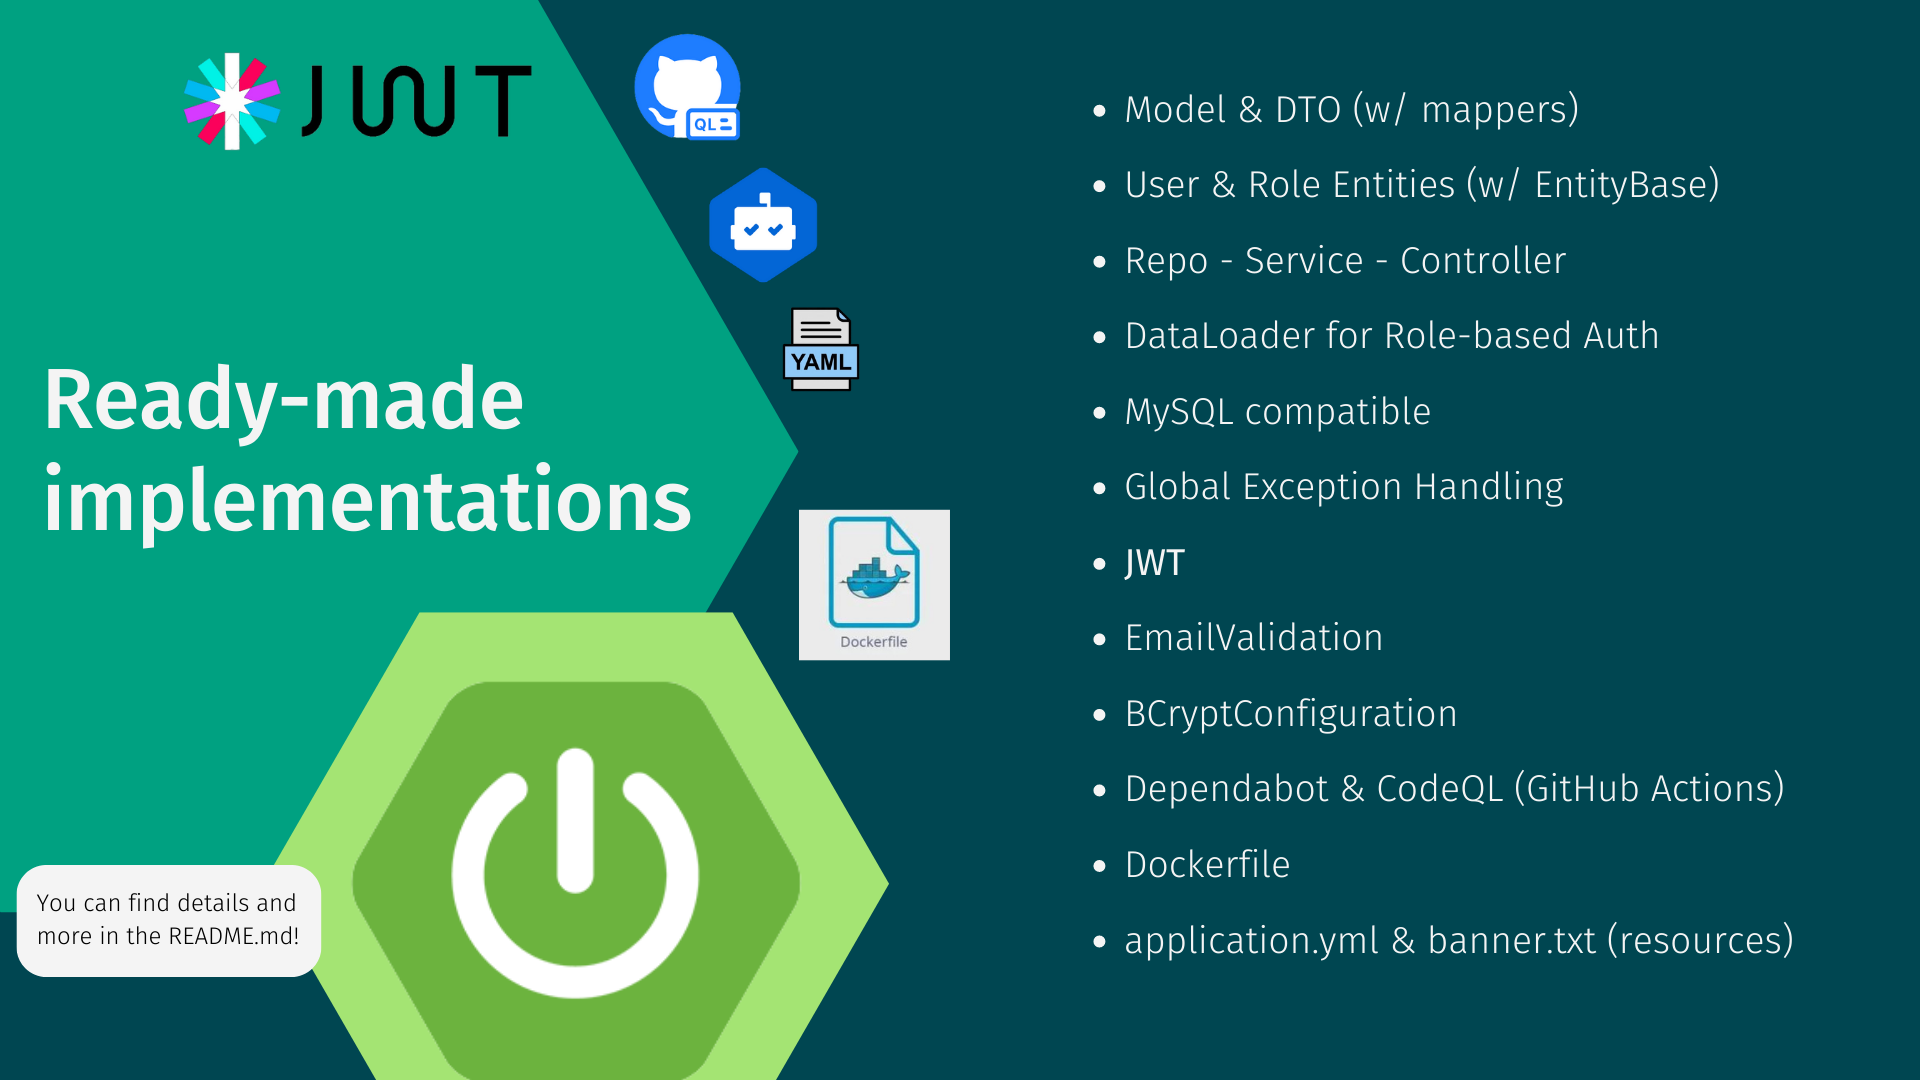 JWT
QL
YAML
Ready-made
implementations
Dockerfile
You can find details and
more in the README.md!
• Model & DTO (w/ mappers)
• User & Role Entities (w/ EntityBase)
• Repo - Service - Controller
• DataLoader for Role-based Auth
• MySQL compatible
• Global Exception Handling
• JWT
• EmailValidation
• BCryptConfiguration
• Dependabot & CodeQL (GitHub Actions)
• Dockerfile
• application.yml & banner.txt (resources)